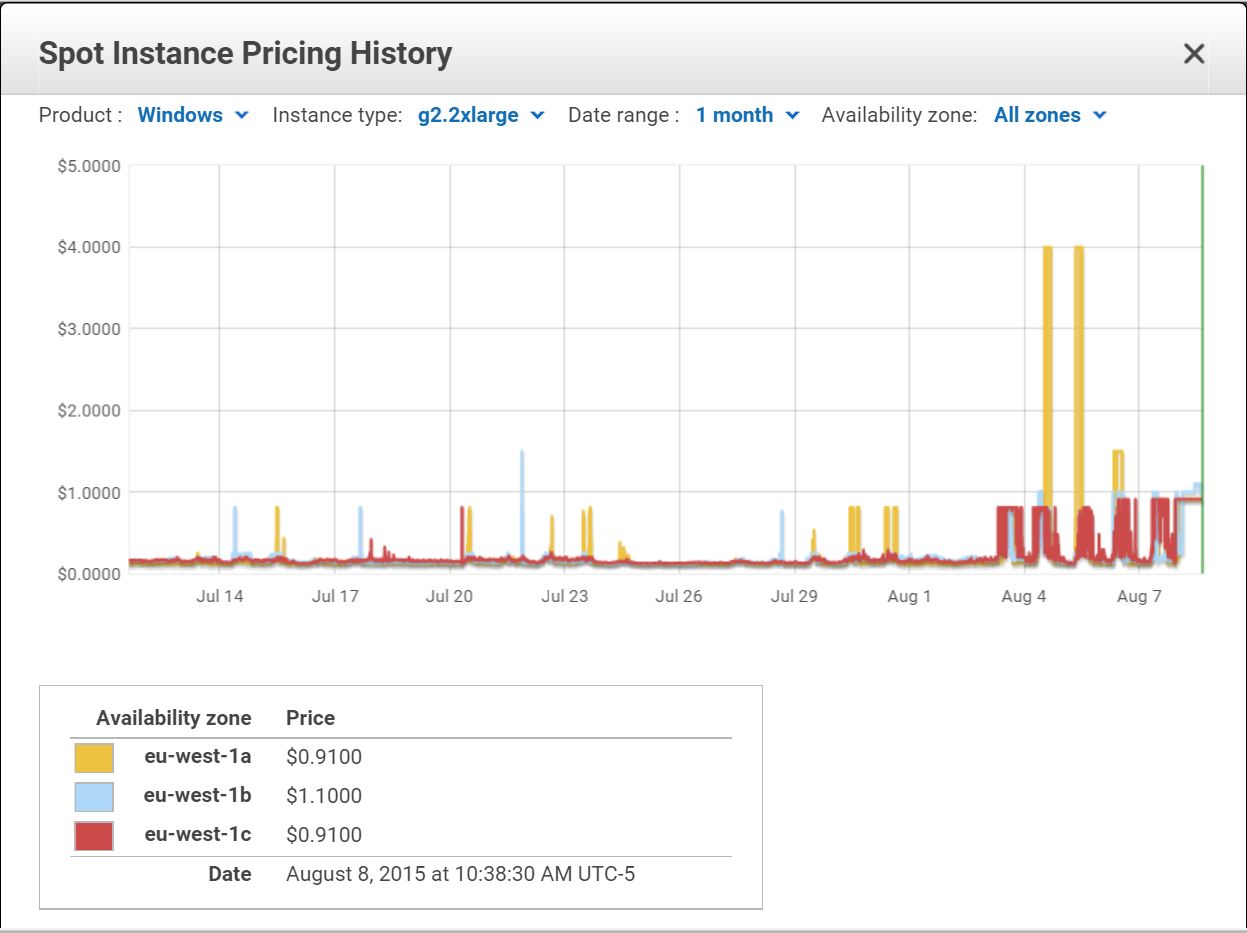 Spot Instance Pricing History
Product : Windows Instance type: g2.2xlarge Date range : 1 month Availability zone: All zones
$5.0000
$4.0000
$3.0000
$2.0000
$1.0000
$0.0000
Jul 14 Jul 17 Jul 20 Jul 23 Jul 26 Jul 29 Aug 1 Aug 4 Aug 7
Availability zone Price
eu-west-1a $0.9100
eu-west-1b $1.1000
eu-west-1c $0.9100
Date August 8, 2015 at 10:38:30 AM UTC-5